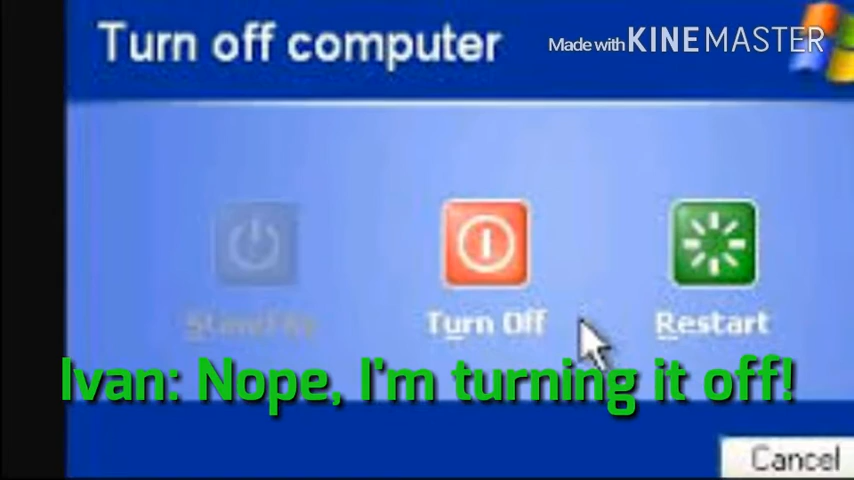 Turn off computer
Made with KINEMASTER
Stand By
Turn Off
Restart
Ivan: Nope, I'm turning it off!
Cancel